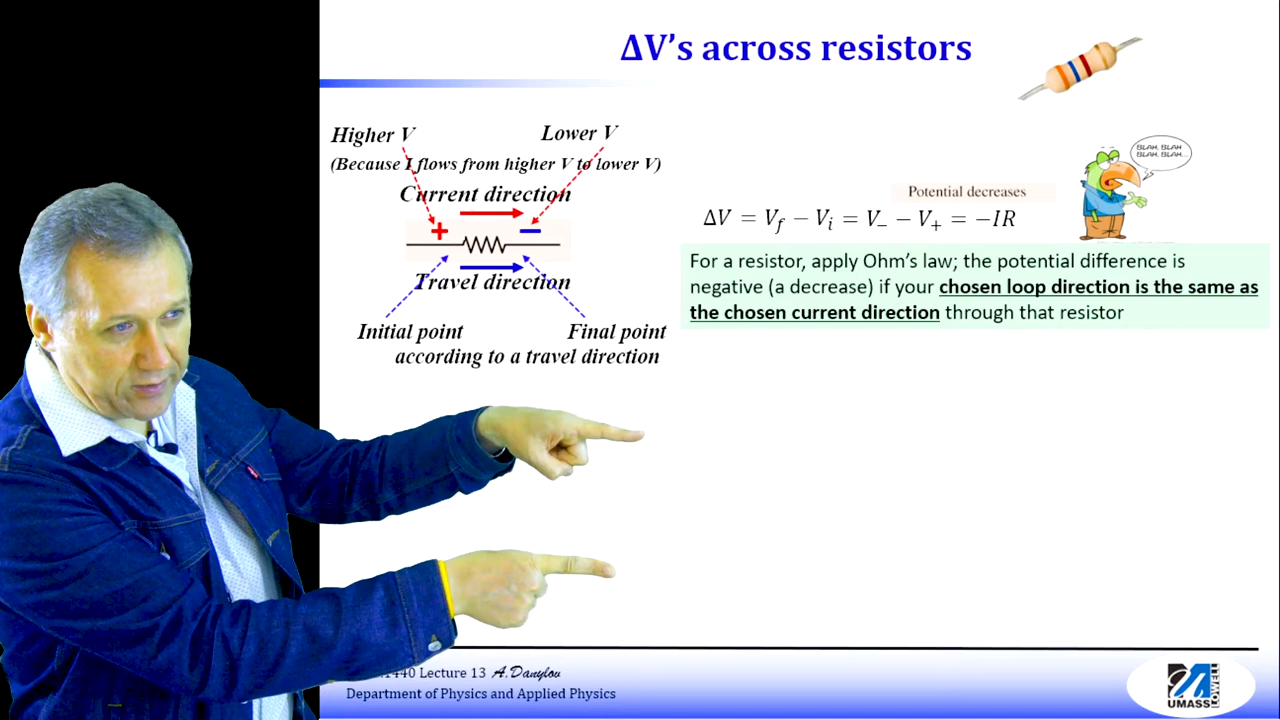 ΔV's across resistors
Higher V
Lower V
(Because I flows from higher V to lower V)
Current direction
+
−
Travel direction
Initial point
Final point
according to a travel direction
BLAH, BLAH
BLAH, BLAH...
Potential decreases
ΔV = V_f − V_i = V_− − V_+ = −IR
For a resistor, apply Ohm's law; the potential difference is
negative (a decrease) if your chosen loop direction is the same as
the chosen current direction through that resistor
1440 Lecture 13 A.Danylov
Department of Physics and Applied Physics
UMASS
LOWELL